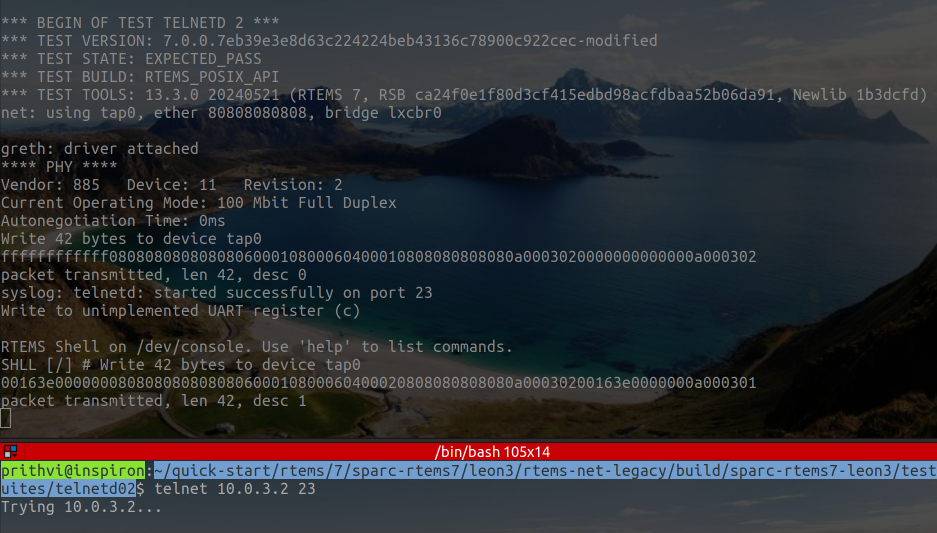 *** BEGIN OF TEST TELNETD 2 ***
*** TEST VERSION: 7.0.0.7eb39e3e8d63c224224beb43136c78900c922cec-modified
*** TEST STATE: EXPECTED_PASS
*** TEST BUILD: RTEMS_POSIX_API
*** TEST TOOLS: 13.3.0 20240521 (RTEMS 7, RSB ca24f0e1f80d3cf415edbd98acfdbaa52b06da91, Newlib 1b3dcfd)
net: using tap0, ether 80808080808, bridge lxcbr0
greth: driver attached
**** PHY ****
Vendor: 885   Device: 11   Revision: 2
Current Operating Mode: 100 Mbit Full Duplex
Autonegotiation Time: 0ms
Write 42 bytes to device tap0
ffffffffffff080808080808080600010800060400010808080808080a0003020000000000000a000302
packet transmitted, len 42, desc 0
syslog: telnetd: started successfully on port 23
Write to unimplemented UART register (c)
RTEMS Shell on /dev/console. Use 'help' to list commands.
SHLL [/] # Write 42 bytes to device tap0
00163e000000080808080808080600010800060400020808080808080a00030200163e0000000a000301
packet transmitted, len 42, desc 1
/bin/bash 105x14
prithvi@inspiron:~/quick-start/rtems/7/sparc-rtems7/leon3/rtems-net-legacy/build/sparc-rtems7-leon3/test
uites/telnetd02$ telnet 10.0.3.2 23
Trying 10.0.3.2...